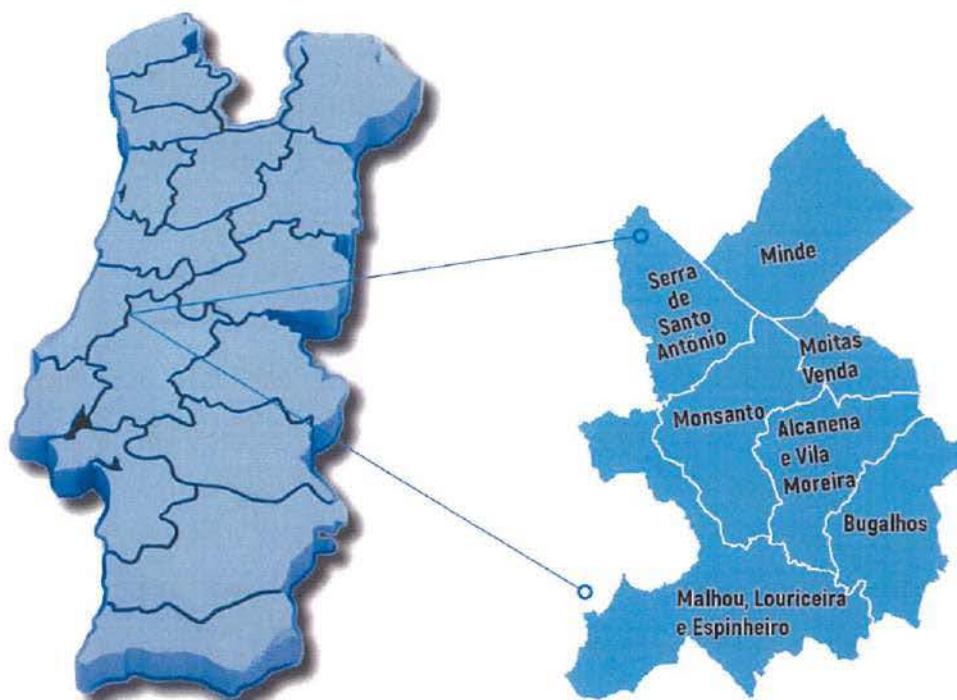 Minde
Serra
de
Santo
António
Moitas
Venda
Monsanto
Alcanena
e Vila
Moreira
Bugalhos
Malhou, Louriceira
e Espinheiro